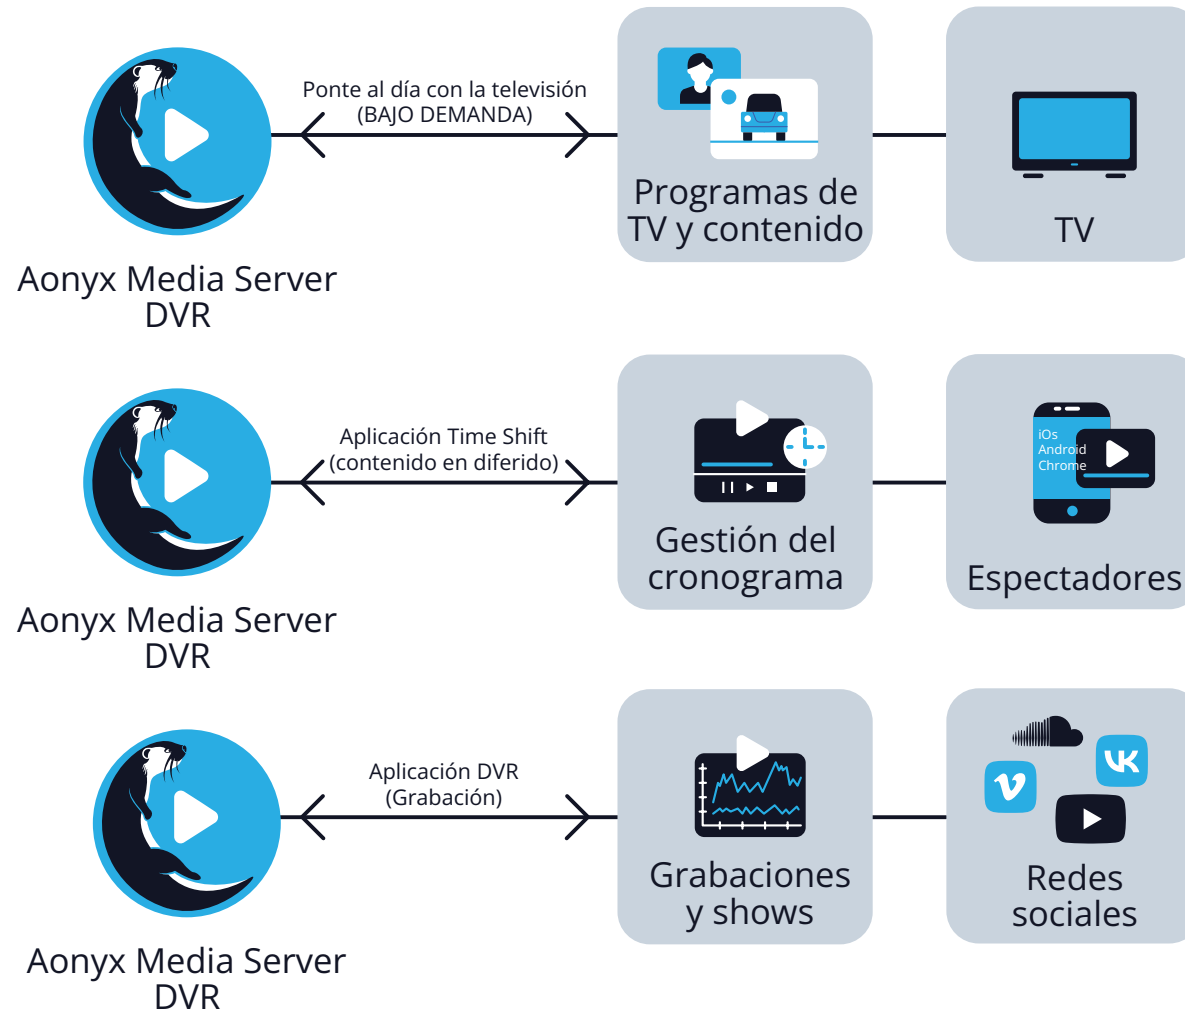 Ponte al día con la televisión
(BAJO DEMANDA)
Programas de
TV y contenido
TV
Aonyx Media Server
DVR
Aplicación Time Shift
(contenido en diferido)
iOs
Android
Chrome
Gestión del
cronograma
Espectadores
Aonyx Media Server
DVR
Aplicación DVR
(Grabación)
VK
Grabaciones
y shows
Redes
sociales
Aonyx Media Server
DVR